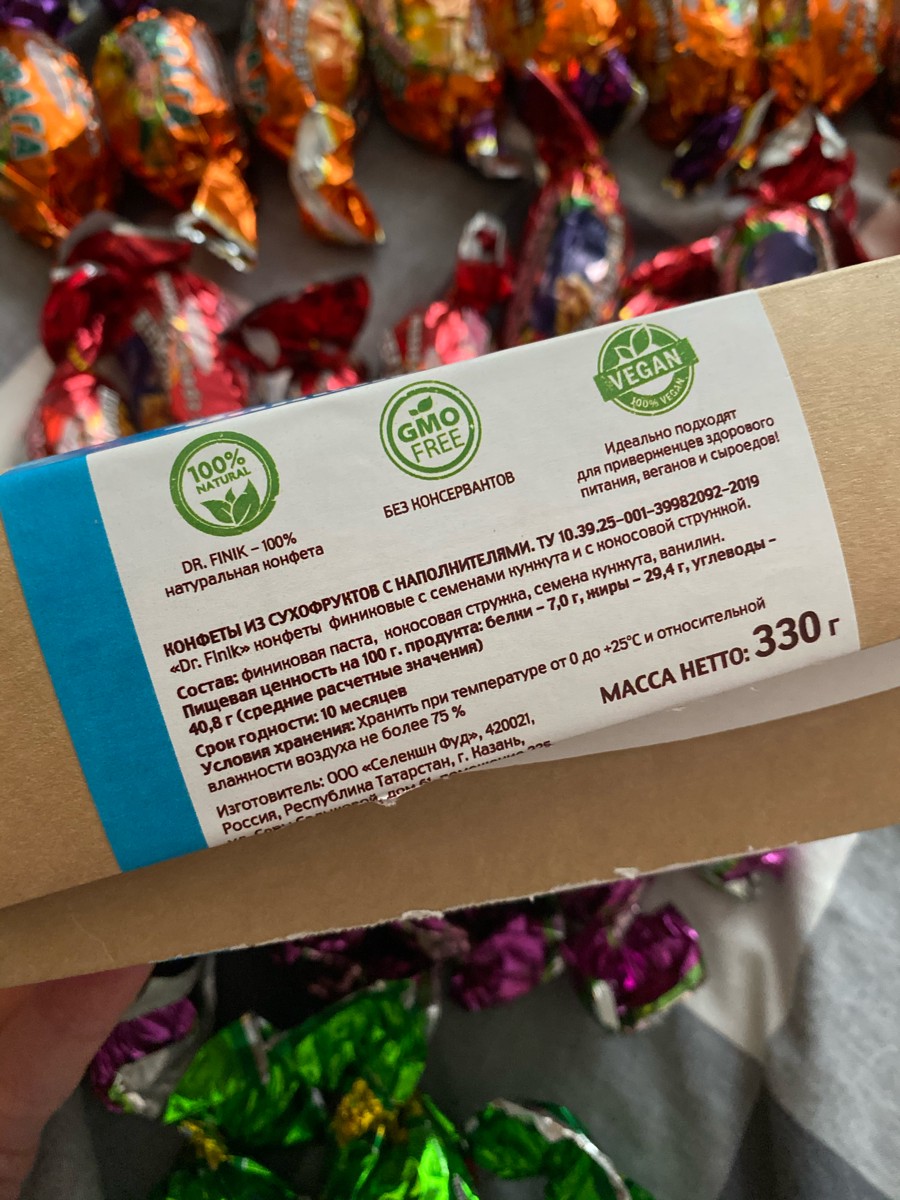 100%
NATURAL
DR. FINIK – 100%
натуральная конфета
GMO
FREE
БЕЗ КОНСЕРВАНТОВ
VEGAN
100% VEGAN
Идеально подходят
для приверженцев здорового
питания, веганов и сыроедов!
КОНФЕТЫ ИЗ СУХОФРУКТОВ С НАПОЛНИТЕЛЯМИ. ТУ 10.39.25-001-39982092-2019
«Dr. Finik» конфеты финиковые с семенами кунжута и с кокосовой стружкой.
Состав: финиковая паста, кокосовая стружка, семена кунжута, ванилин.
Пищевая ценность на 100 г. продукта: белки – 7,0 г, жиры – 29,4 г, углеводы –
40,8 г (средние расчетные значения)
Срок годности: 10 месяцев
Условия хранения: Хранить при температуре от 0 до +25°С и относительной
влажности воздуха не более 75 %
МАССА НЕТТО: 330 г
Изготовитель: ООО «Селекшн Фуд», 420021,
Россия, Республика Татарстан, г. Казань,